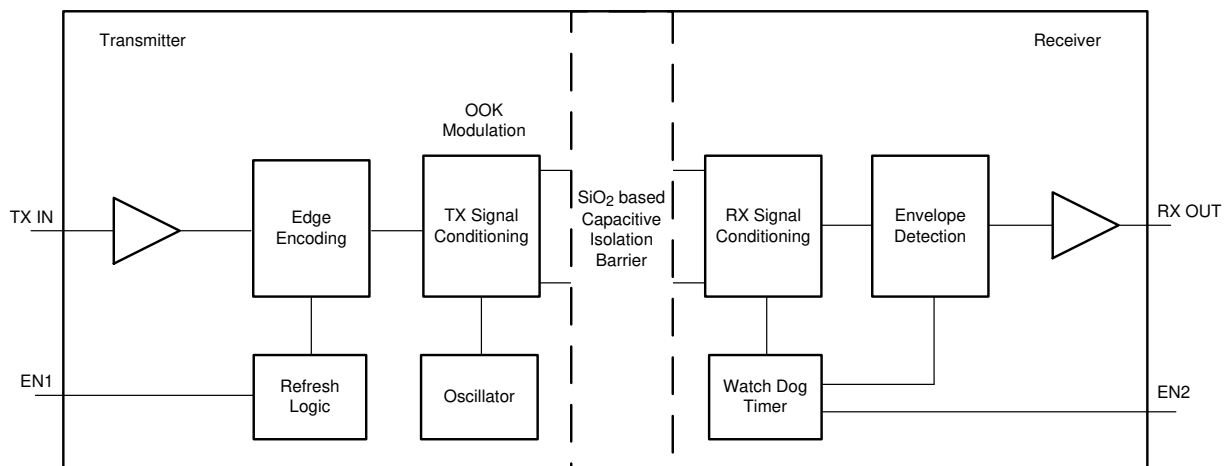 Transmitter
Receiver
OOK
Modulation
TX IN
Edge
Encoding
TX Signal
Conditioning
SiO₂ based
Capacitive
Isolation
Barrier
RX Signal
Conditioning
Envelope
Detection
RX OUT
EN1
Refresh
Logic
Oscillator
Watch Dog
Timer
EN2